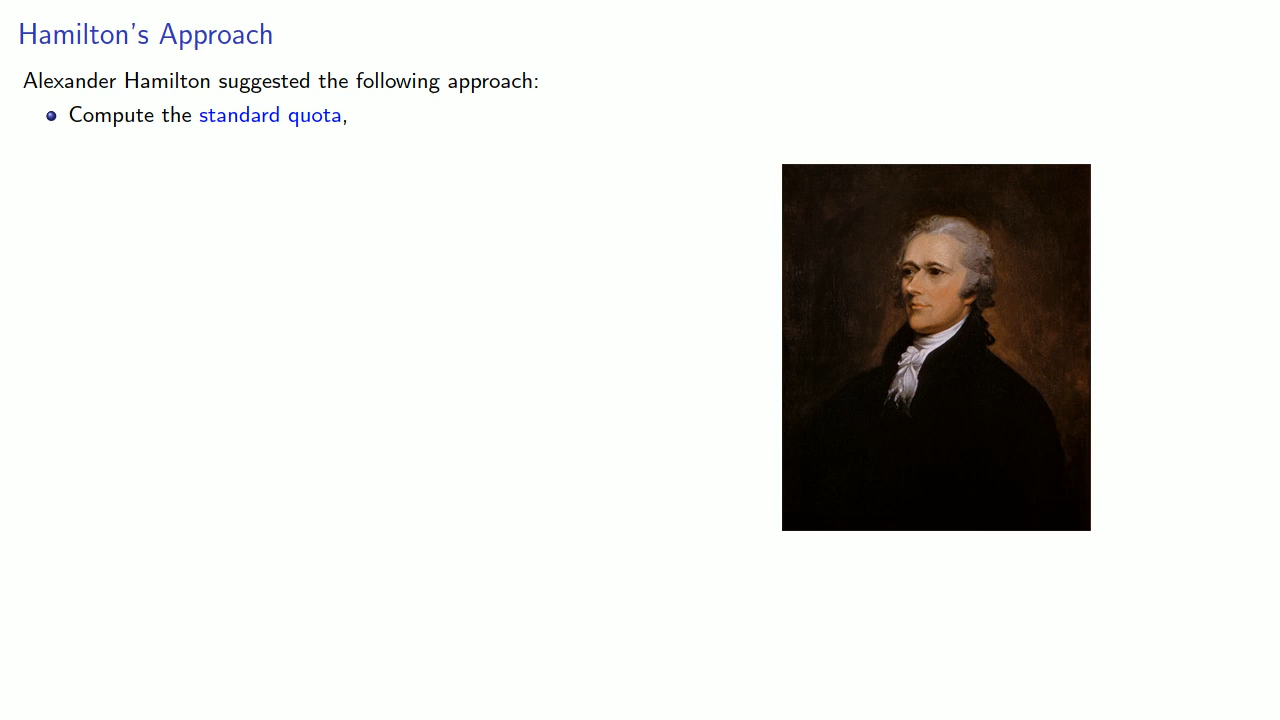 Hamilton's Approach
Alexander Hamilton suggested the following approach:
Compute the standard quota,